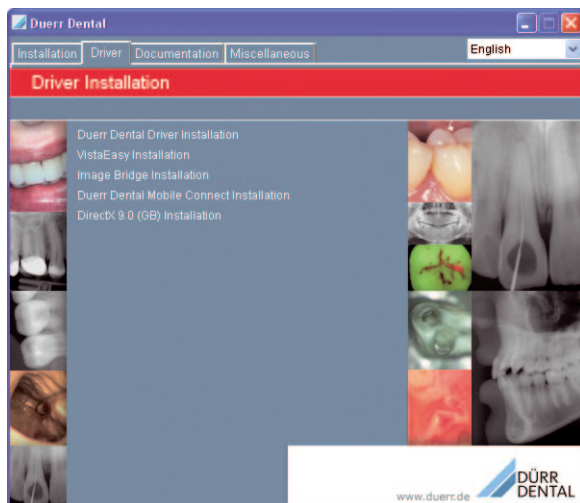 Duerr Dental
Installation Driver Documentation Miscellaneous English
Driver Installation
Duerr Dental Driver Installation
VistaEasy Installation
Image Bridge Installation
Duerr Dental Mobile Connect Installation
DirectX 9.0 (GB) Installation
www.duerr.de
DÜRR
DENTAL